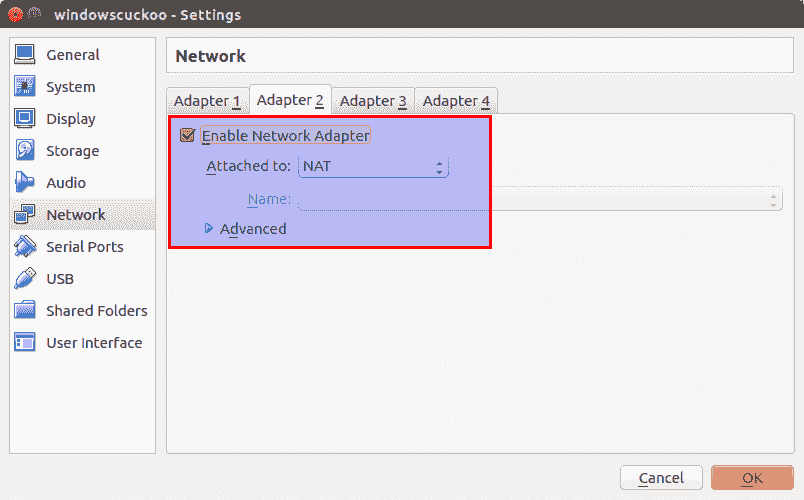 windowscuckoo - Settings
General
System
Display
Storage
Audio
Network
Serial Ports
USB
Shared Folders
User Interface
Network
Adapter 1 Adapter 2 Adapter 3 Adapter 4
Enable Network Adapter
Attached to: NAT
Name:
Advanced
Cancel OK